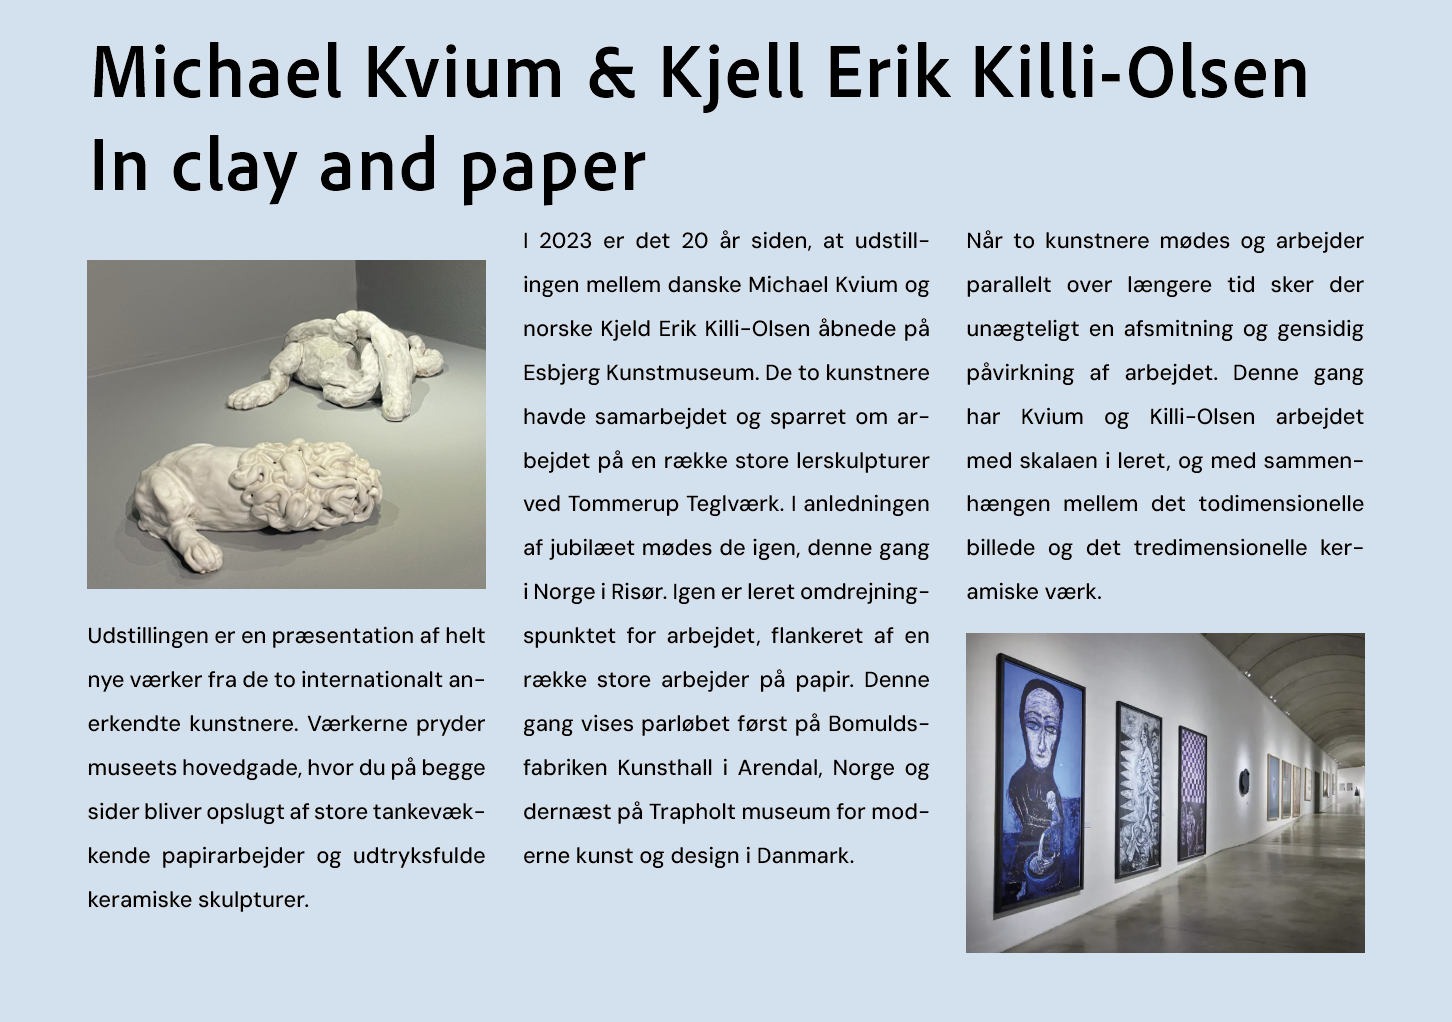 Michael Kvium & Kjell Erik Killi-Olsen
In clay and paper
Udstillingen er en præsentation af helt
nye værker fra de to internationalt an-
erkendte kunstnere. Værkerne pryder
museets hovedgade, hvor du på begge
sider bliver opslugt af store tankevæk-
kende papirarbejder og udtryksfulde
keramiske skulpturer.
I 2023 er det 20 år siden, at udstill-
ingen mellem danske Michael Kvium og
norske Kjeld Erik Killi-Olsen åbnede på
Esbjerg Kunstmuseum. De to kunstnere
havde samarbejdet og sparret om ar-
bejdet på en række store lerskulpturer
ved Tommerup Teglværk. I anledningen
af jubilæet mødes de igen, denne gang
i Norge i Risør. Igen er leret omdrejning-
spunktet for arbejdet, flankeret af en
række store arbejder på papir. Denne
gang vises parløbet først på Bomulds-
fabriken Kunsthall i Arendal, Norge og
dernæst på Trapholt museum for mod-
erne kunst og design i Danmark.
Når to kunstnere mødes og arbejder
parallelt over længere tid sker der
unægteligt en afsmitning og gensidig
påvirkning af arbejdet. Denne gang
har Kvium og Killi-Olsen arbejdet
med skalaen i leret, og med sammen-
hængen mellem det todimensionelle
billede og det tredimensionelle ker-
amiske værk.